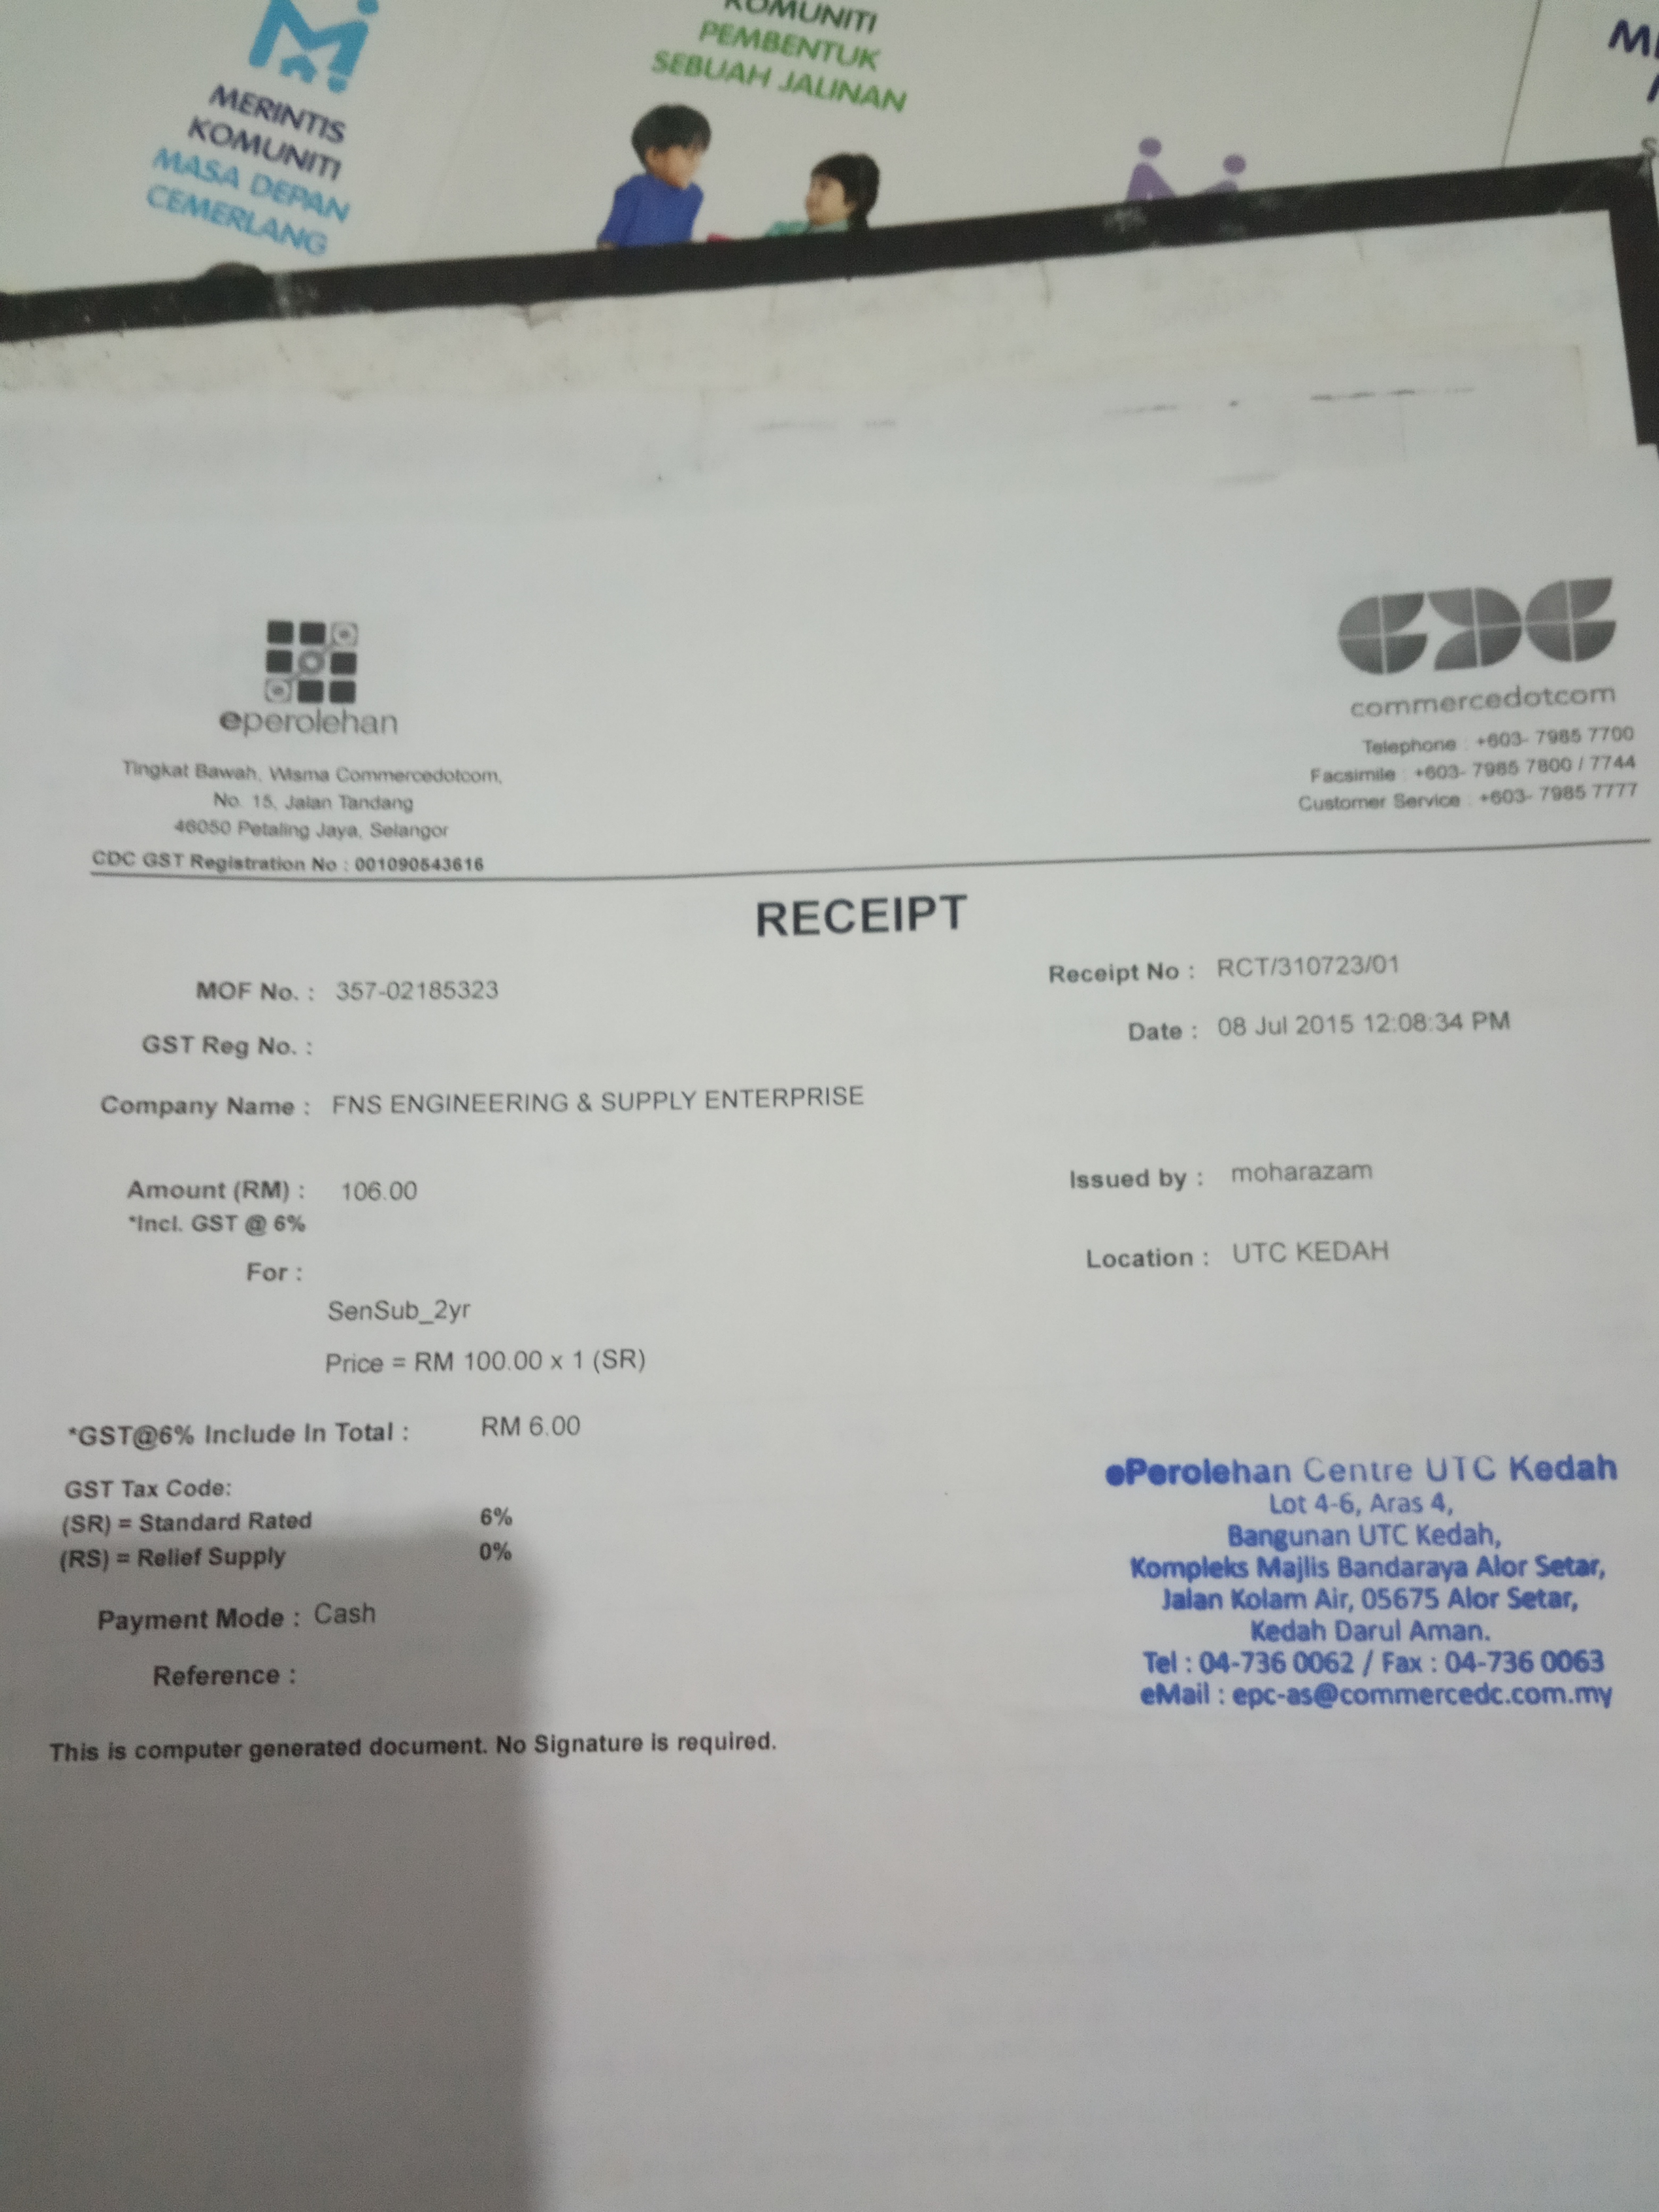 MERINTIS
KOMUNITI
MASA DEPAN
CEMERLANG
KOMUNITI
PEMBENTUK
SEBUAH JALINAN
eperolehan
Tingkat Bawah, Wisma Commercedotcom,
No. 15, Jalan Tandang
46050 Petaling Jaya, Selangor
CDC GST Registration No : 001090543616
CDC
commercedotcom
Telephone : +603- 7985 7700
Facsimile : +603- 7985 7800 / 7744
Customer Service : +603- 7985 7777
RECEIPT
MOF No. : 357-02185323
Receipt No : RCT/310723/01
GST Reg No. :
Date : 08 Jul 2015 12:08:34 PM
Company Name : FNS ENGINEERING & SUPPLY ENTERPRISE
Amount (RM) : 106.00
*Incl. GST @ 6%
Issued by : moharazam
For :
Location : UTC KEDAH
SenSub_2yr
Price = RM 100.00 x 1 (SR)
*GST@6% Include In Total : RM 6.00
GST Tax Code:
(SR) = Standard Rated 6%
(RS) = Relief Supply 0%
Payment Mode : Cash
Reference :
ePerolehan Centre UTC Kedah
Lot 4-6, Aras 4,
Bangunan UTC Kedah,
Kompleks Majlis Bandaraya Alor Setar,
Jalan Kolam Air, 05675 Alor Setar,
Kedah Darul Aman.
Tel : 04-736 0062 / Fax : 04-736 0063
eMail : epc-as@commercedc.com.my
This is computer generated document. No Signature is required.